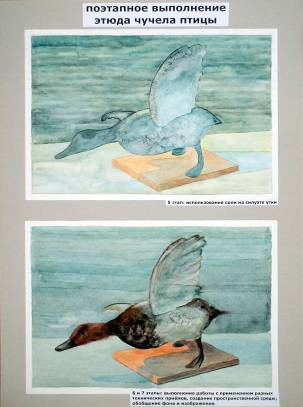 поэтапное выполнение
этюда чучела птицы
5 этап: использование соли на силуэте утки
6 и 7 этапы: выполнение работы с применением разных
технических приёмов, создание пространственной среды,
обобщение фона и изображения